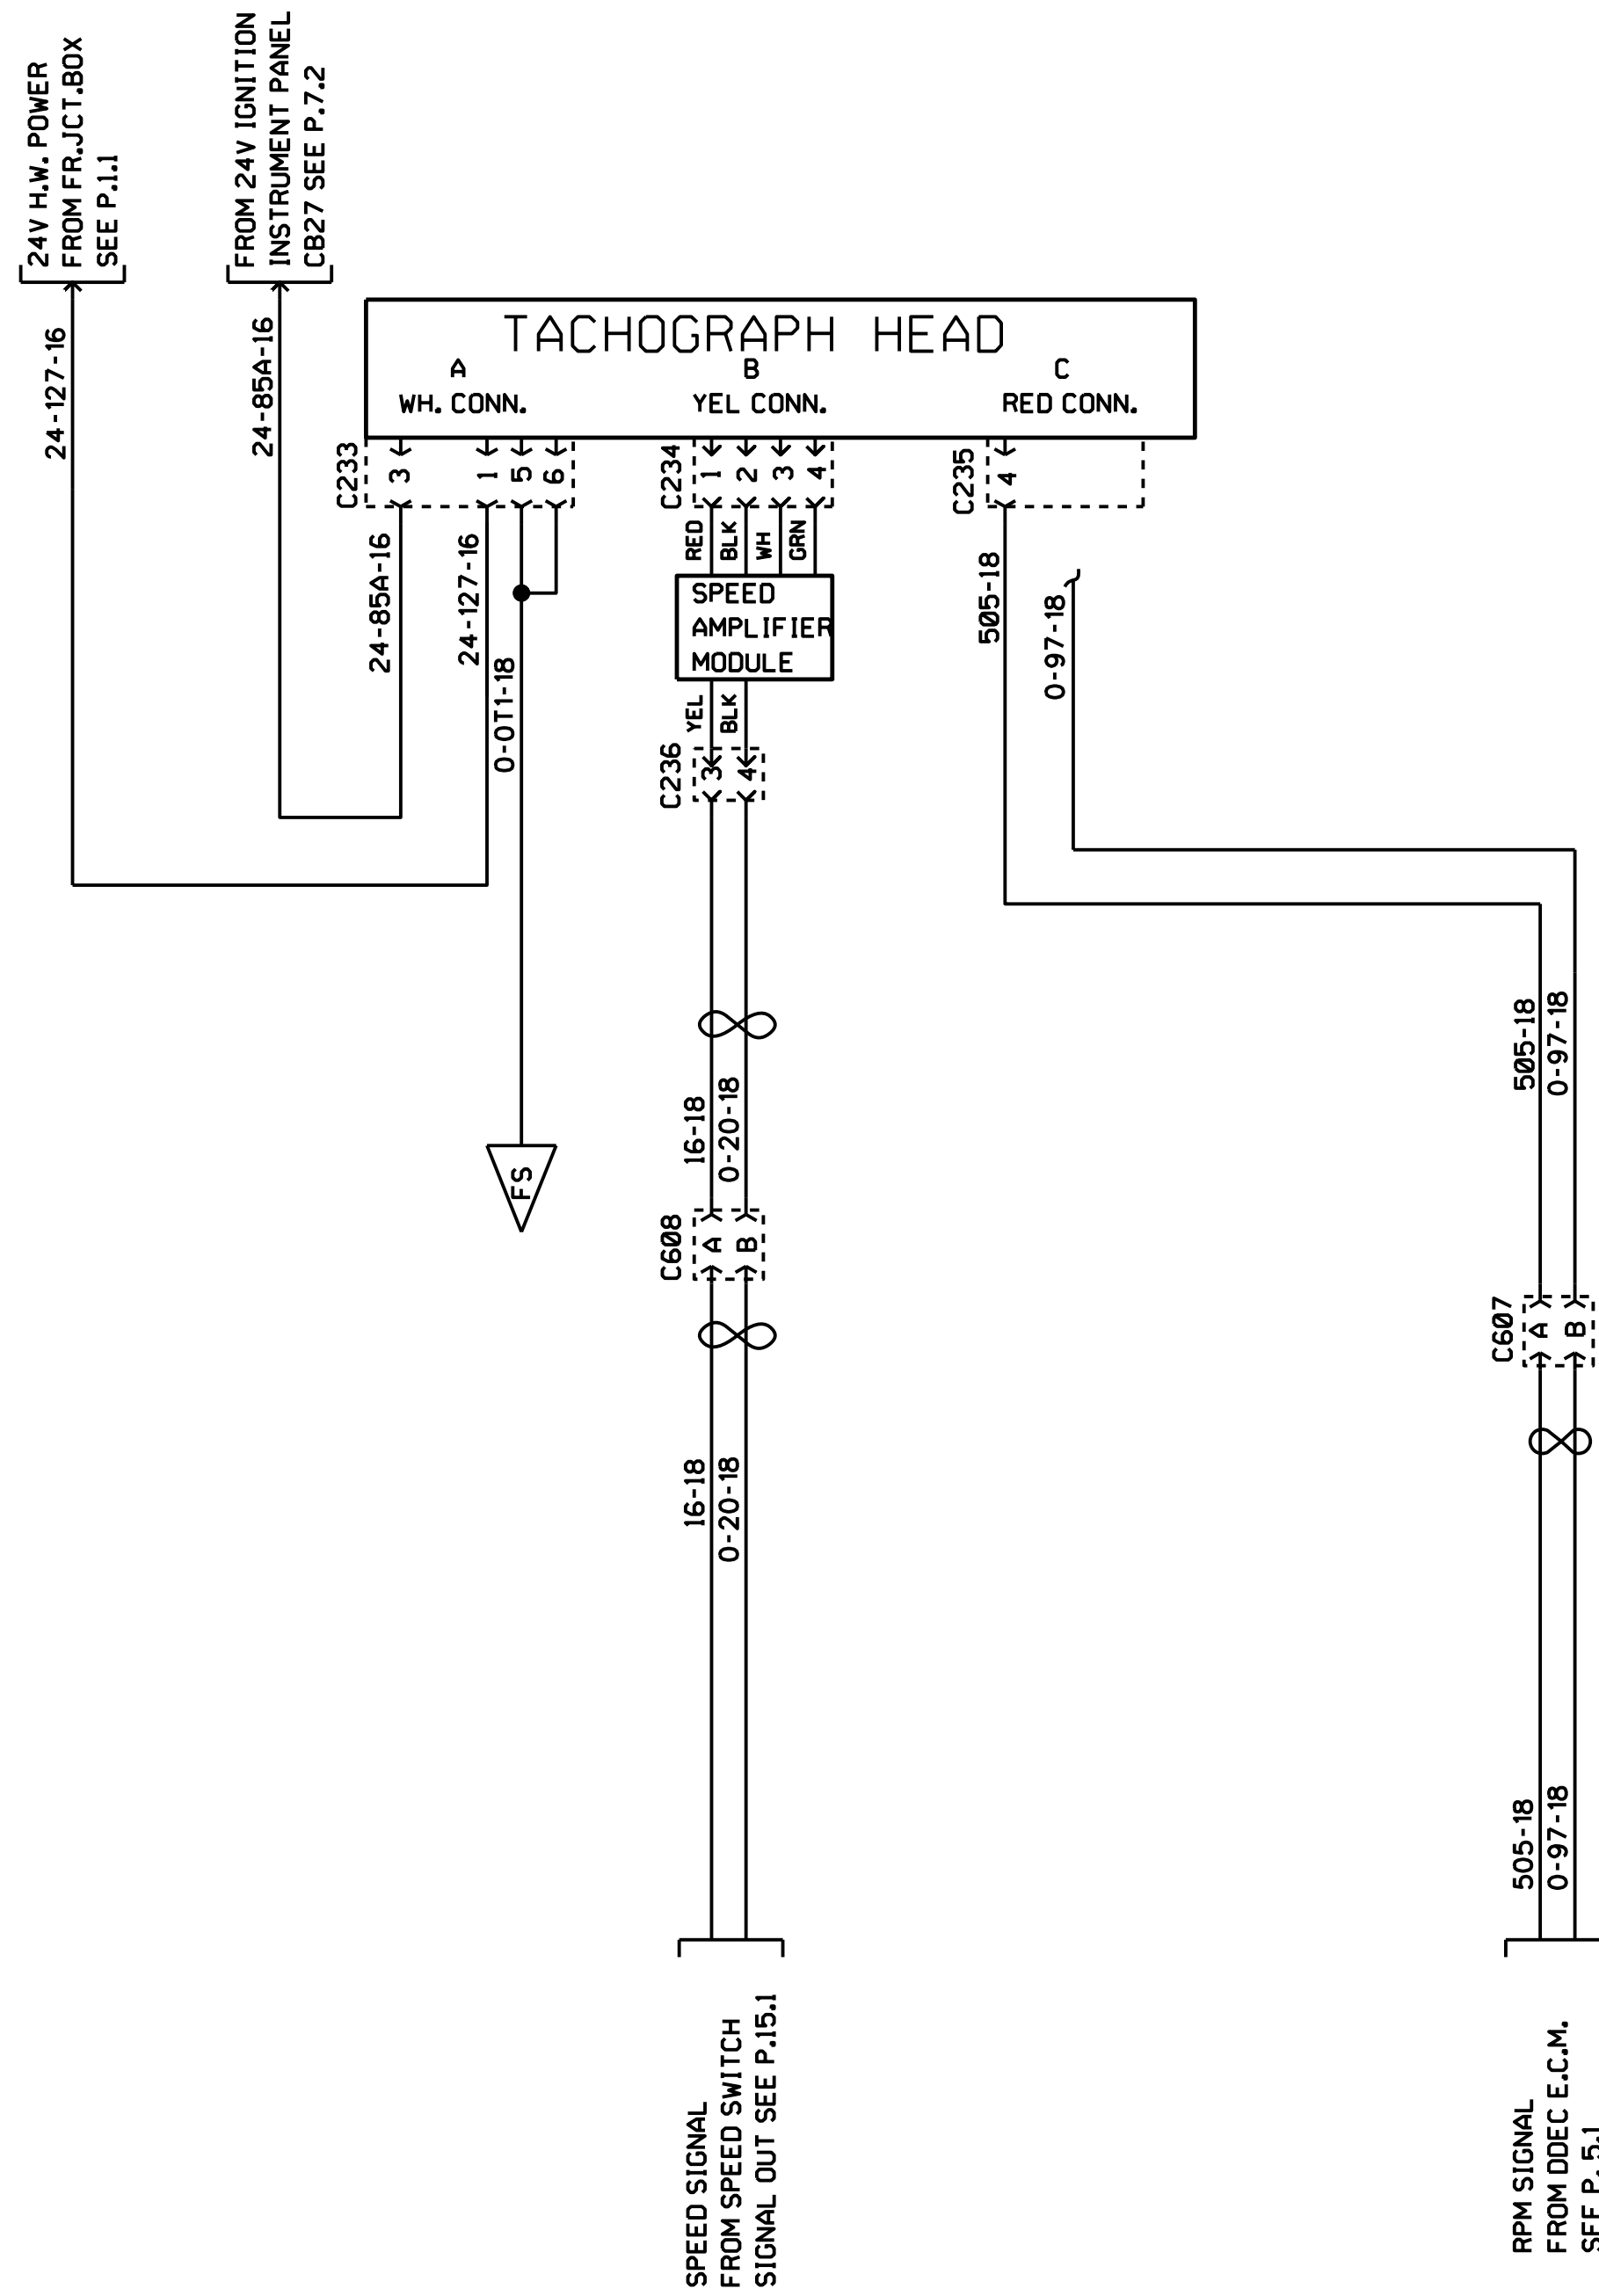 24V H.W. POWER
FROM FR.JCT.BOX
SEE P.1.1
FROM 24V IGNITION
INSTRUMENT PANEL
CB27 SEE P.7.2
24-127-16
24-85A-16
TACHOGRAPH HEAD
A
B
C
WH. CONN.
YEL CONN.
RED CONN.
C233
3
1
5
6
C234
1
2
3
4
C235
4
24-85A-16
24-127-16
0-0T1-18
RED
BLK
WH
GRN
SPEED
AMPLIFIER
MODULE
YEL
BLK
C236
3
4
505-18
0-97-18
16-18
0-20-18
505-18
0-97-18
FS
C608
A
B
C607
A
B
16-18
0-20-18
505-18
0-97-18
SPEED SIGNAL
FROM SPEED SWITCH
SIGNAL OUT SEE P.15.1
RPM SIGNAL
FROM DDEC E.C.M.
SEE P. 5.1